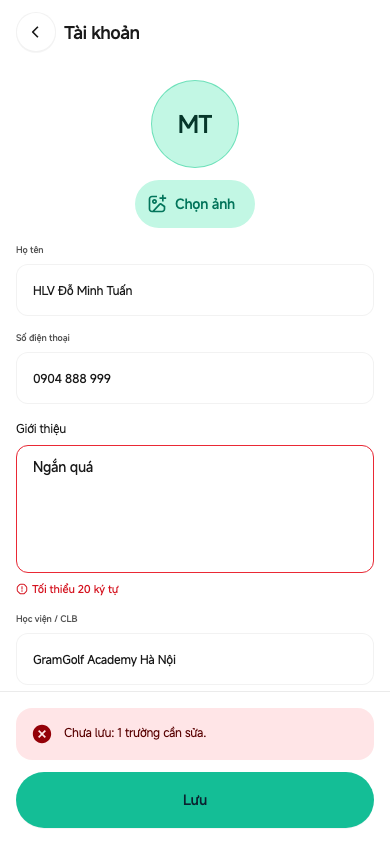 Tài khoản
MT
Chọn ảnh
Họ tên
HLV Đỗ Minh Tuấn
Số điện thoại
0904 888 999
Giới thiệu
Ngắn quá
Tối thiểu 20 ký tự
Học viện / CLB
GramGolf Academy Hà Nội
Chưa lưu: 1 trường cần sửa.
Lưu